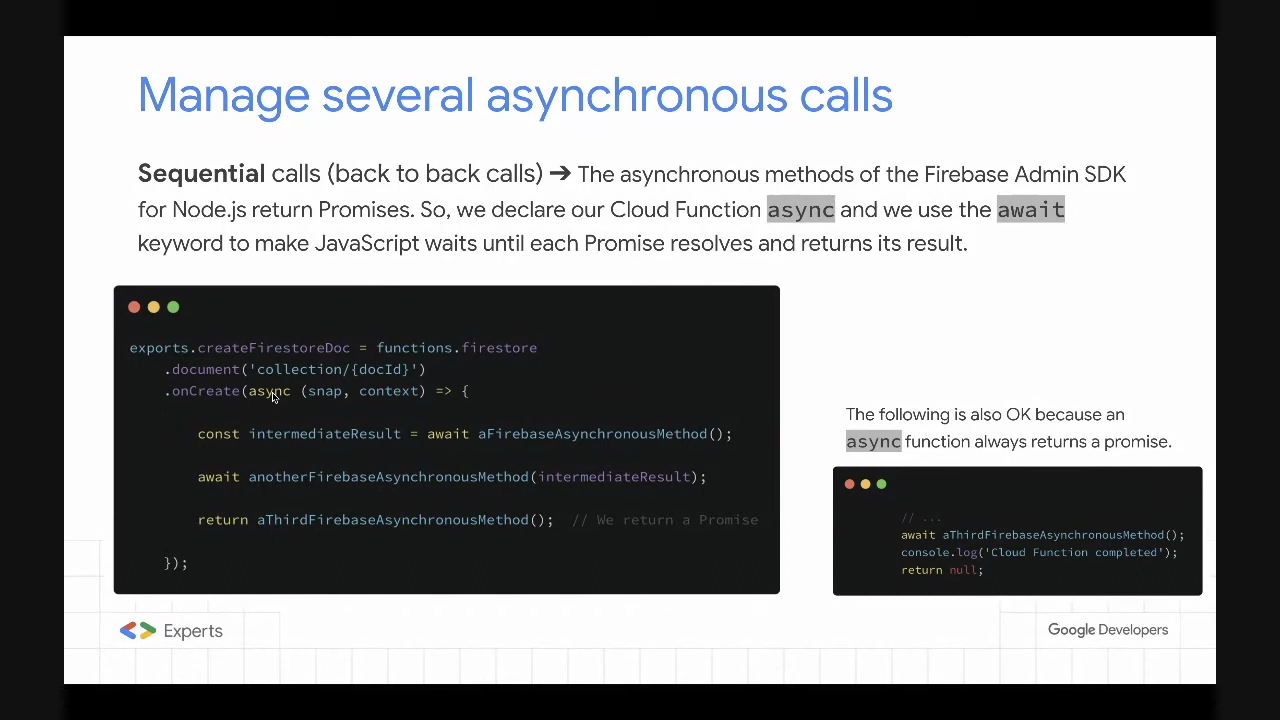 Manage several asynchronous calls
Sequential calls (back to back calls) ➔ The asynchronous methods of the Firebase Admin SDK
for Node.js return Promises. So, we declare our Cloud Function async and we use the await
keyword to make JavaScript waits until each Promise resolves and returns its result.
exports.createFirestoreDoc = functions.firestore
.document('collection/{docId}')
.onCreate(async (snap, context) => {
const intermediateResult = await aFirebaseAsynchronousMethod();
await anotherFirebaseAsynchronousMethod(intermediateResult);
return aThirdFirebaseAsynchronousMethod();  // We return a Promise
});
The following is also OK because an
async function always returns a promise.
// ...
await aThirdFirebaseAsynchronousMethod();
console.log('Cloud Function completed');
return null;
Experts
Google Developers